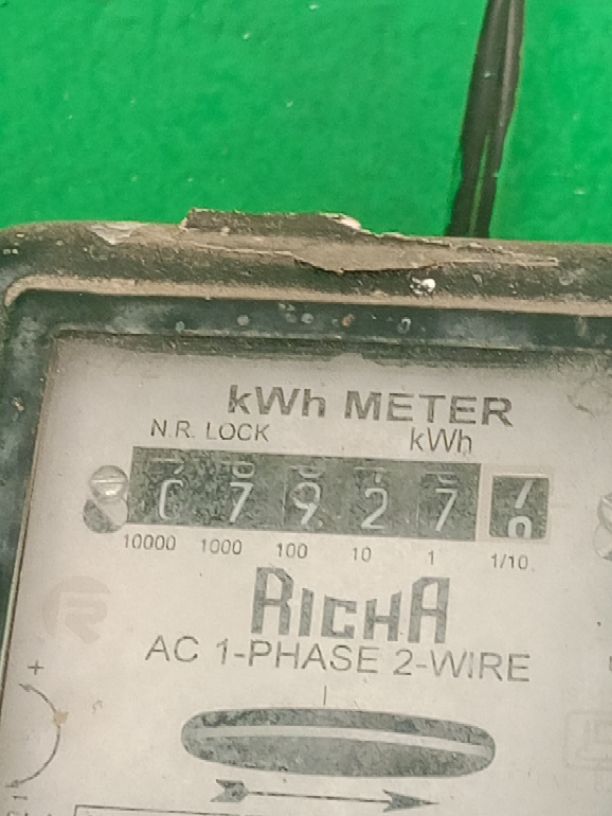 kWh METER
N.R. LOCK kWh
0 7 9 2 7
10000 1000 100 10 1 1/10
RICHA
AC 1-PHASE 2-WIRE